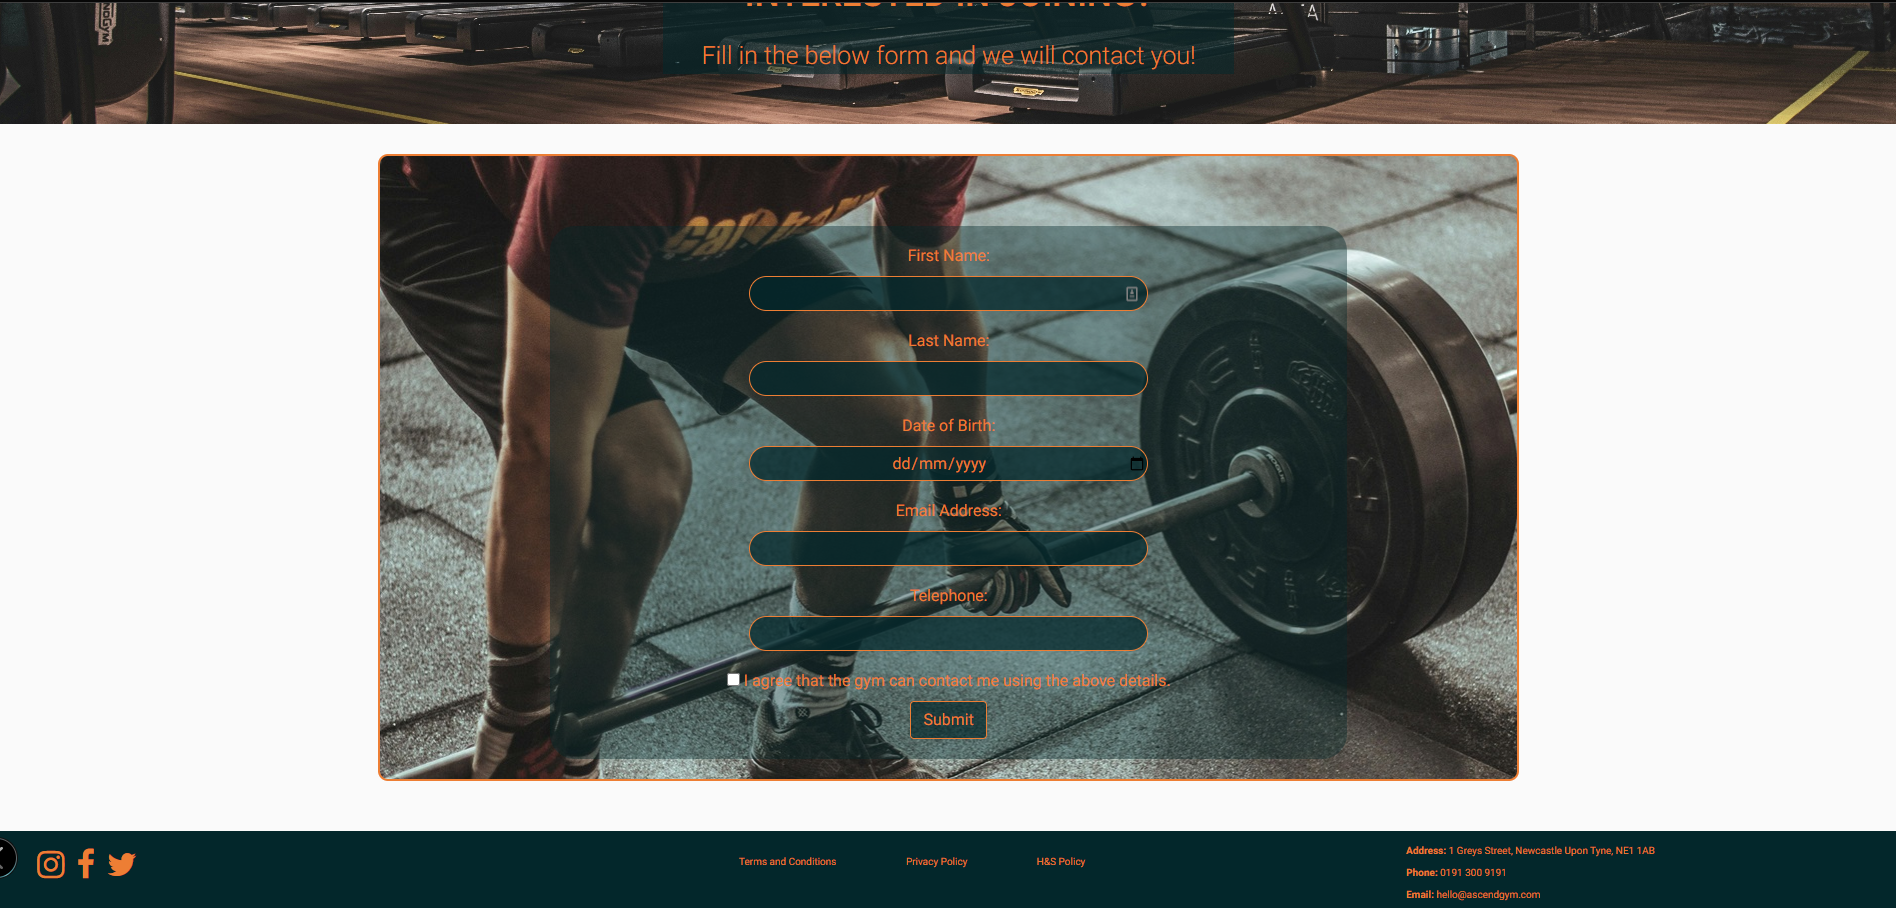 INTERESTED IN JOINING?
Fill in the below form and we will contact you!
First Name:
Last Name:
Date of Birth:
dd/mm/yyyy
Email Address:
Telephone:
I agree that the gym can contact me using the above details.
Submit
Terms and Conditions
Privacy Policy
H&S Policy
Address: 1 Greys Street, Newcastle Upon Tyne, NE1 1AB
Phone: 0191 300 9191
Email: hello@ascendgym.com